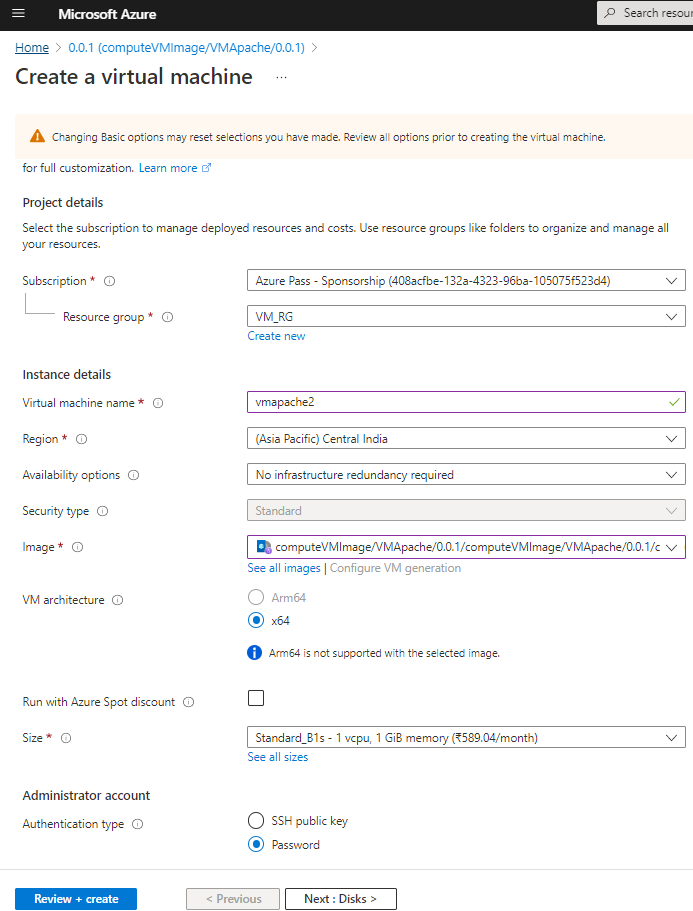 Microsoft Azure
Search resour
Home > 0.0.1 (computeVMImage/VMApache/0.0.1) >
Create a virtual machine ...
Changing Basic options may reset selections you have made. Review all options prior to creating the virtual machine.
for full customization. Learn more
Project details
Select the subscription to manage deployed resources and costs. Use resource groups like folders to organize and manage all
your resources.
Subscription *
Azure Pass - Sponsorship (408acfbe-132a-4323-96ba-105075f523d4)
Resource group *
VM_RG
Create new
Instance details
Virtual machine name *
vmapache2
Region *
(Asia Pacific) Central India
Availability options
No infrastructure redundancy required
Security type
Standard
Image *
computeVMImage/VMApache/0.0.1/computeVMImage/VMApache/0.0.1/c
See all images | Configure VM generation
VM architecture
Arm64
x64
Arm64 is not supported with the selected image.
Run with Azure Spot discount
Size *
Standard_B1s - 1 vcpu, 1 GiB memory (₹589.04/month)
See all sizes
Administrator account
Authentication type
SSH public key
Password
Review + create
< Previous
Next : Disks >